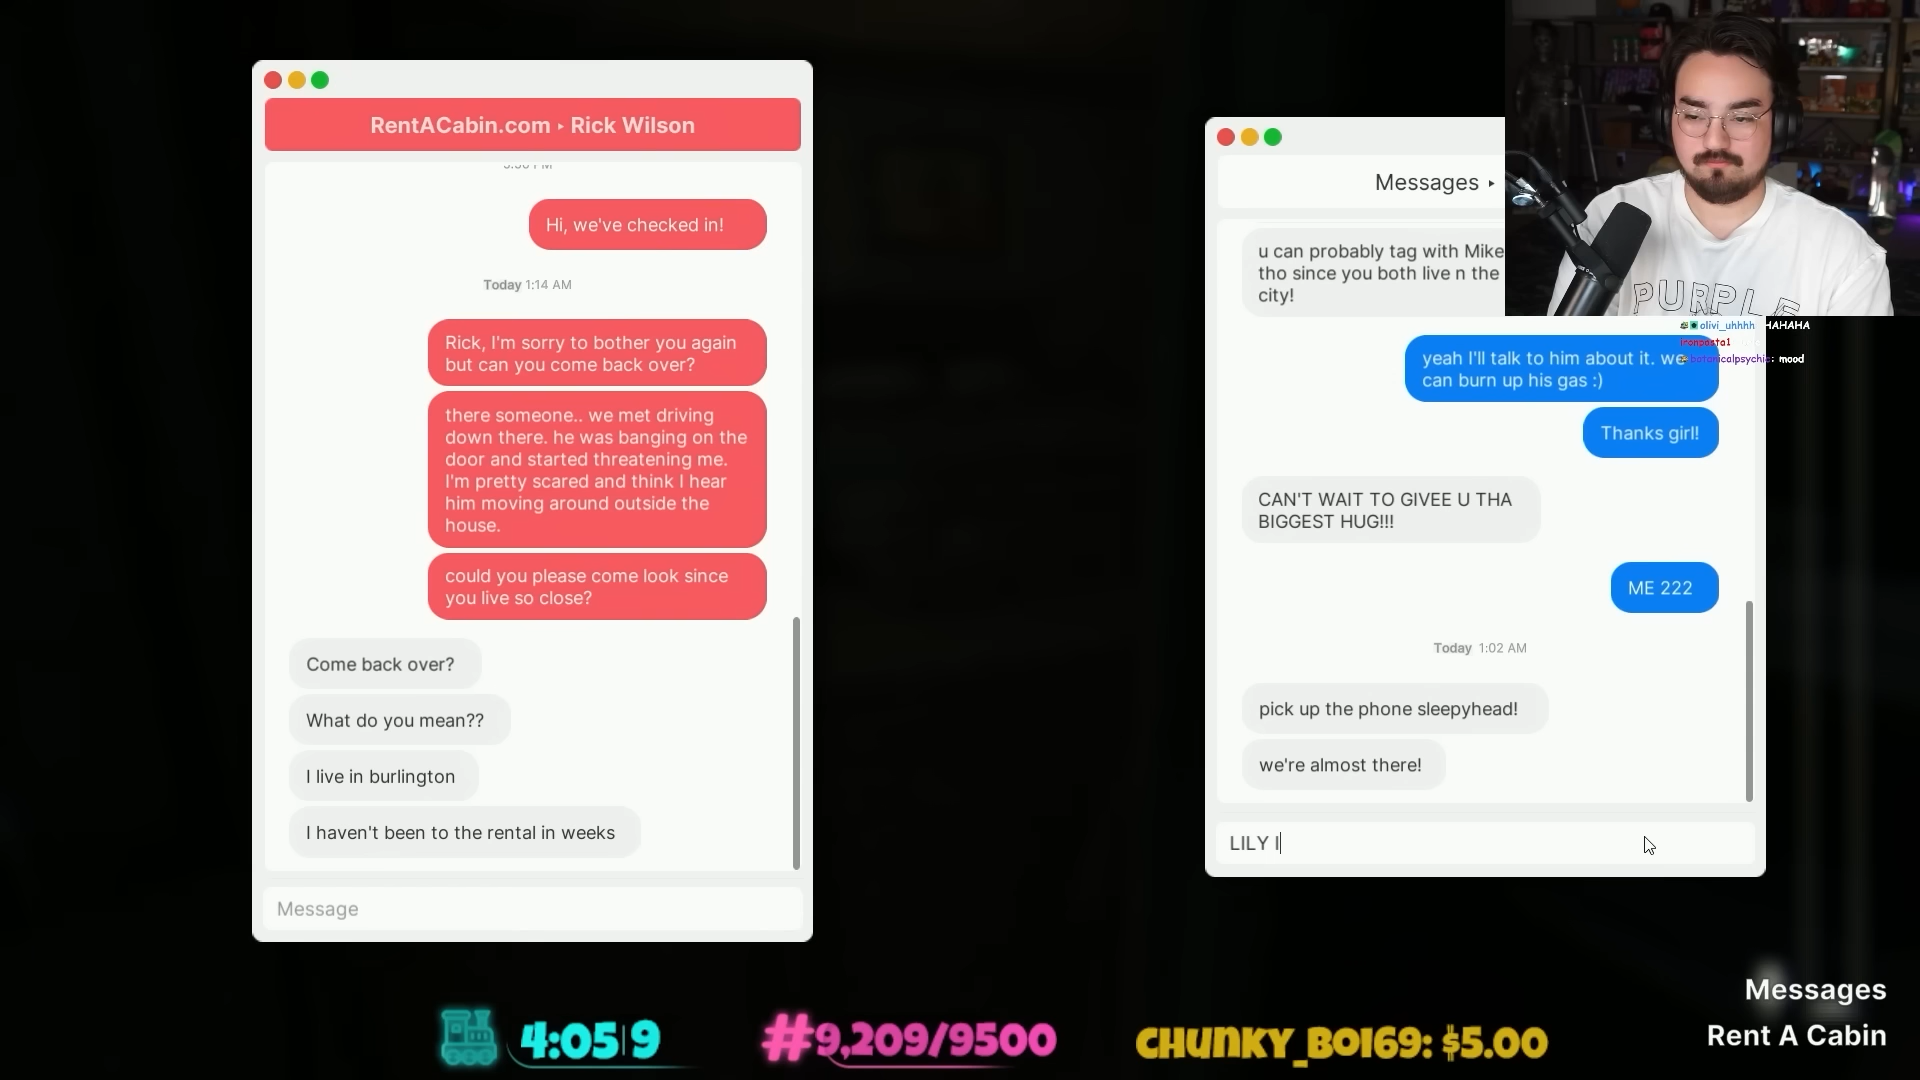 RentACabin.com ▸ Rick Wilson
Hi, we've checked in!
Today 1:14 AM
Rick, I'm sorry to bother you again
but can you come back over?
there someone.. we met driving
down there. he was banging on the
door and started threatening me.
I'm pretty scared and think I hear
him moving around outside the
house.
could you please come look since
you live so close?
Come back over?
What do you mean??
I live in burlington
I haven't been to the rental in weeks
Message
Messages ▸
u can probably tag with Mike
tho since you both live n the
city!
yeah I'll talk to him about it. we
can burn up his gas :)
Thanks girl!
CAN'T WAIT TO GIVEE U THA
BIGGEST HUG!!!
ME 222
Today 1:02 AM
pick up the phone sleepyhead!
we're almost there!
LILY I
PURPLE
olivi_uhhhh HAHAHA
ironpasta1
botanicalpsychic: mood
4:05 9
#9,209/9500
CHUNKY_BOI69: $5.00
Messages
Rent A Cabin